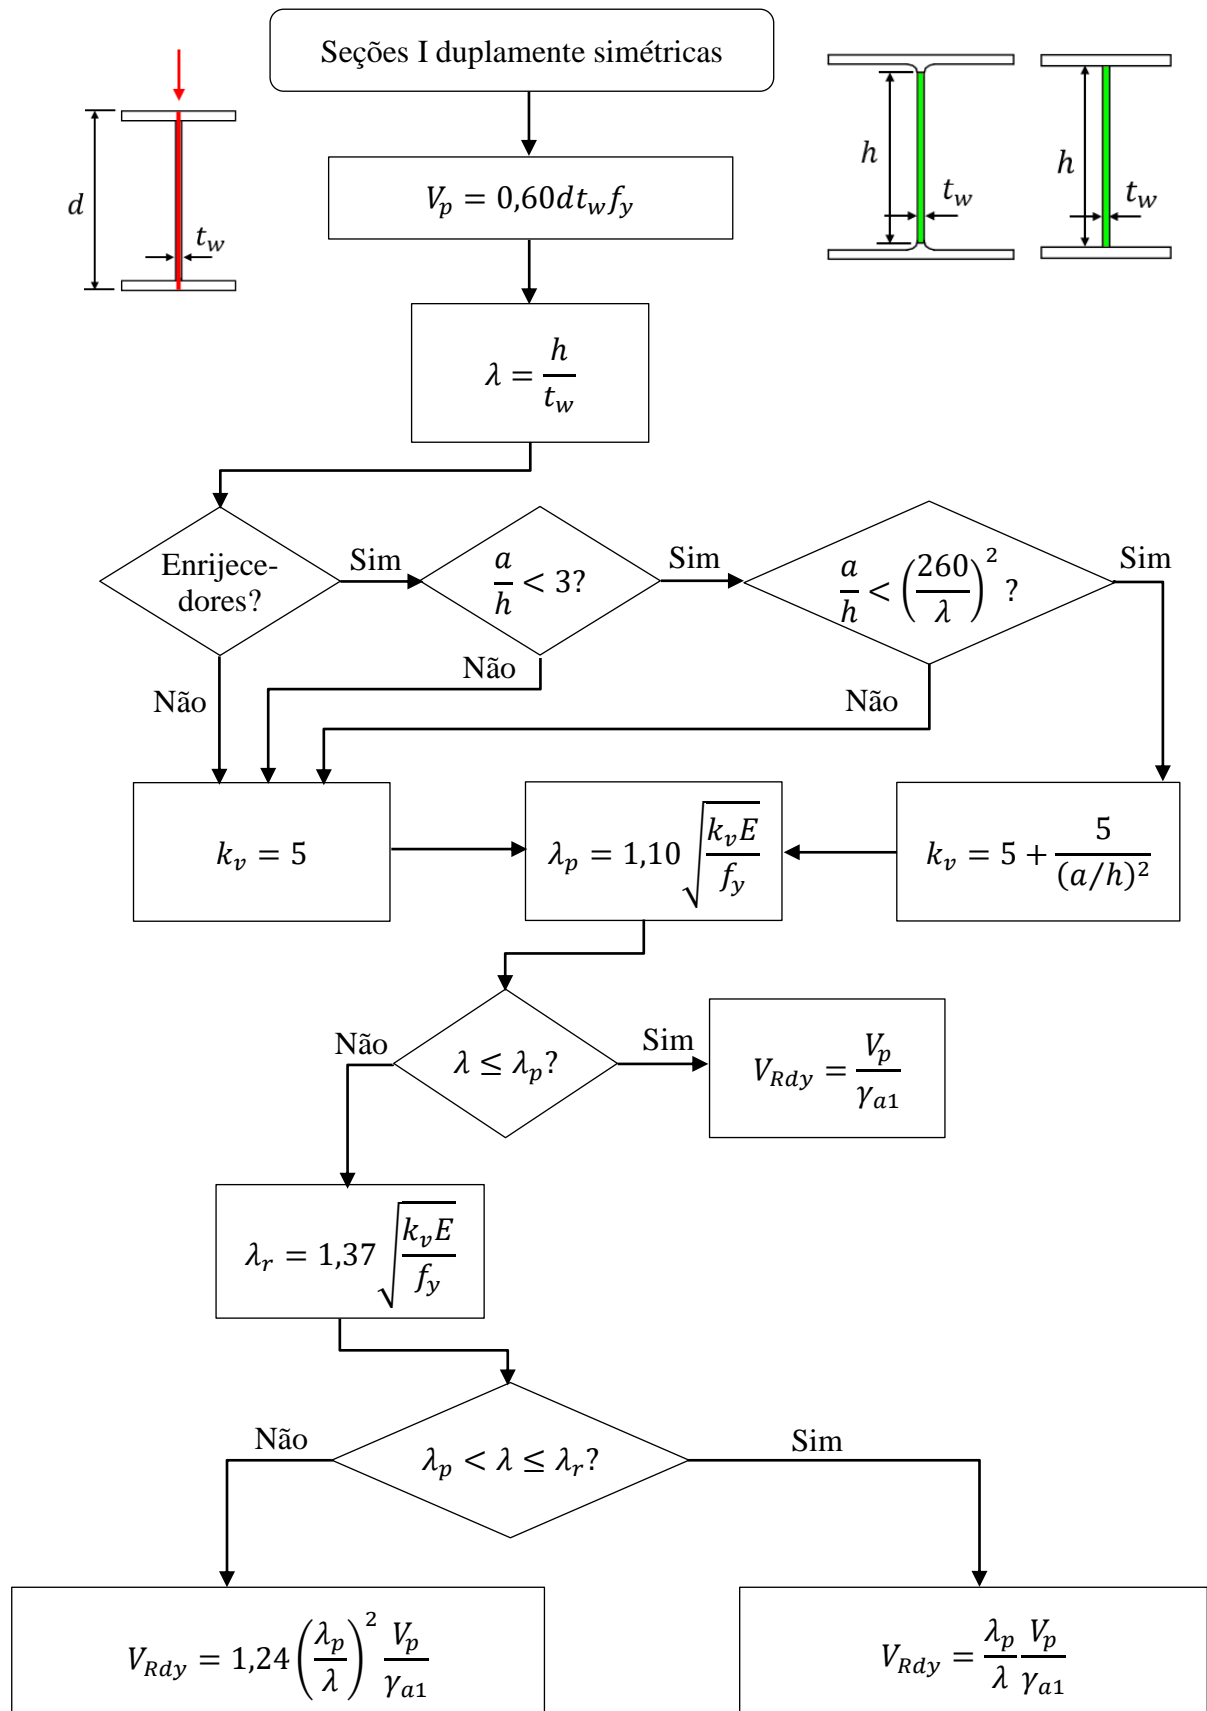 Seções I duplamente simétricas
d
t_w
h
t_w
h
t_w
V_p = 0,60dt_wf_y
λ = h/t_w
Enrijece-
dores?
Sim
a/h < 3?
Sim
a/h < (260/λ)² ?
Sim
Não
Não
Não
k_v = 5
λ_p = 1,10 √(k_vE/f_y)
k_v = 5 + 5/(a/h)²
Não
λ ≤ λ_p?
Sim
V_Rdy = V_p/γ_a1
λ_r = 1,37 √(k_vE/f_y)
Não
λ_p < λ ≤ λ_r?
Sim
V_Rdy = 1,24 (λ_p/λ)² V_p/γ_a1
V_Rdy = λ_p/λ V_p/γ_a1